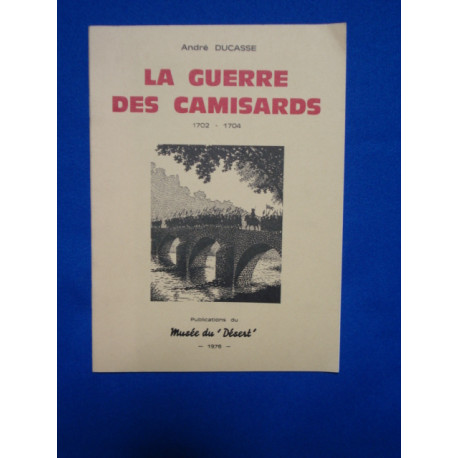 André DUCASSE
LA GUERRE
DES CAMISARDS
1702 - 1704
Publications du
Musée du "Désert"
- 1978 -